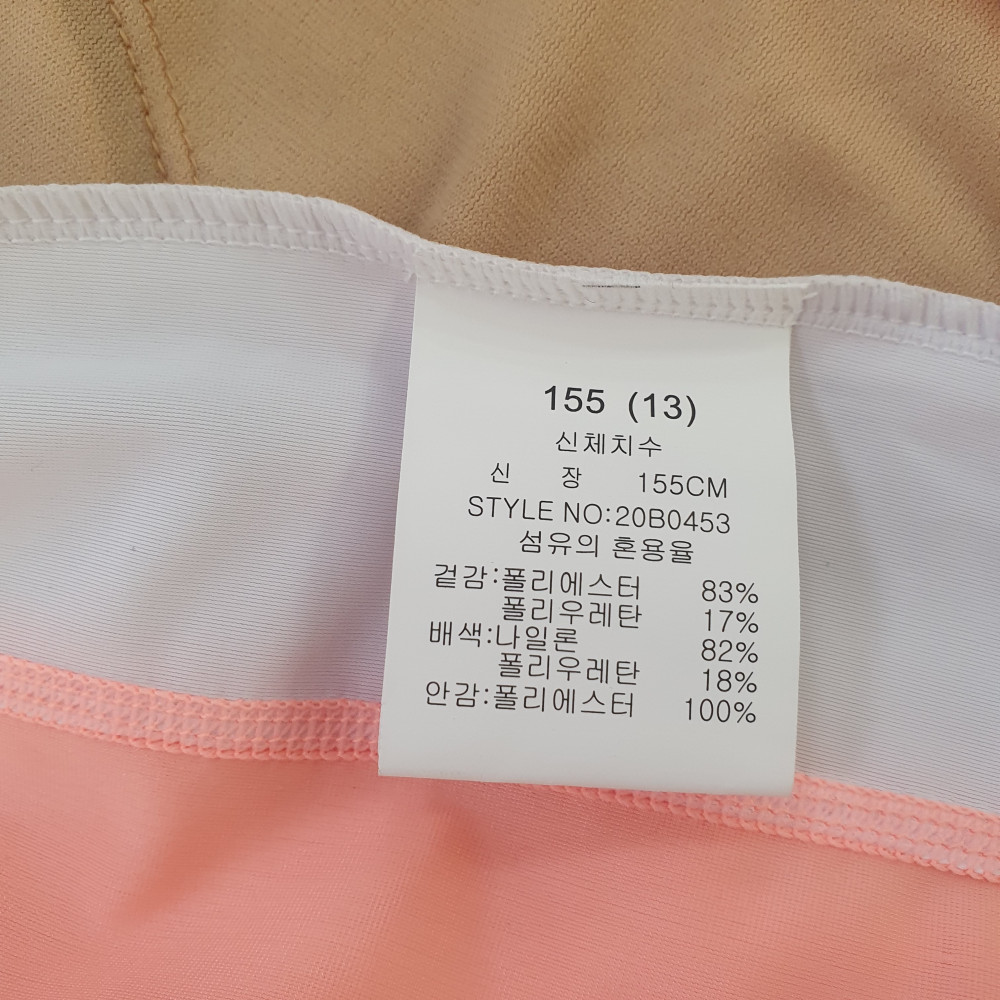 155 (13)
신체치수
신 장 155CM
STYLE NO:20B0453
섬유의 혼용율
겉감:폴리에스터 83%
폴리우레탄 17%
배색:나일론 82%
폴리우레탄 18%
안감:폴리에스터 100%